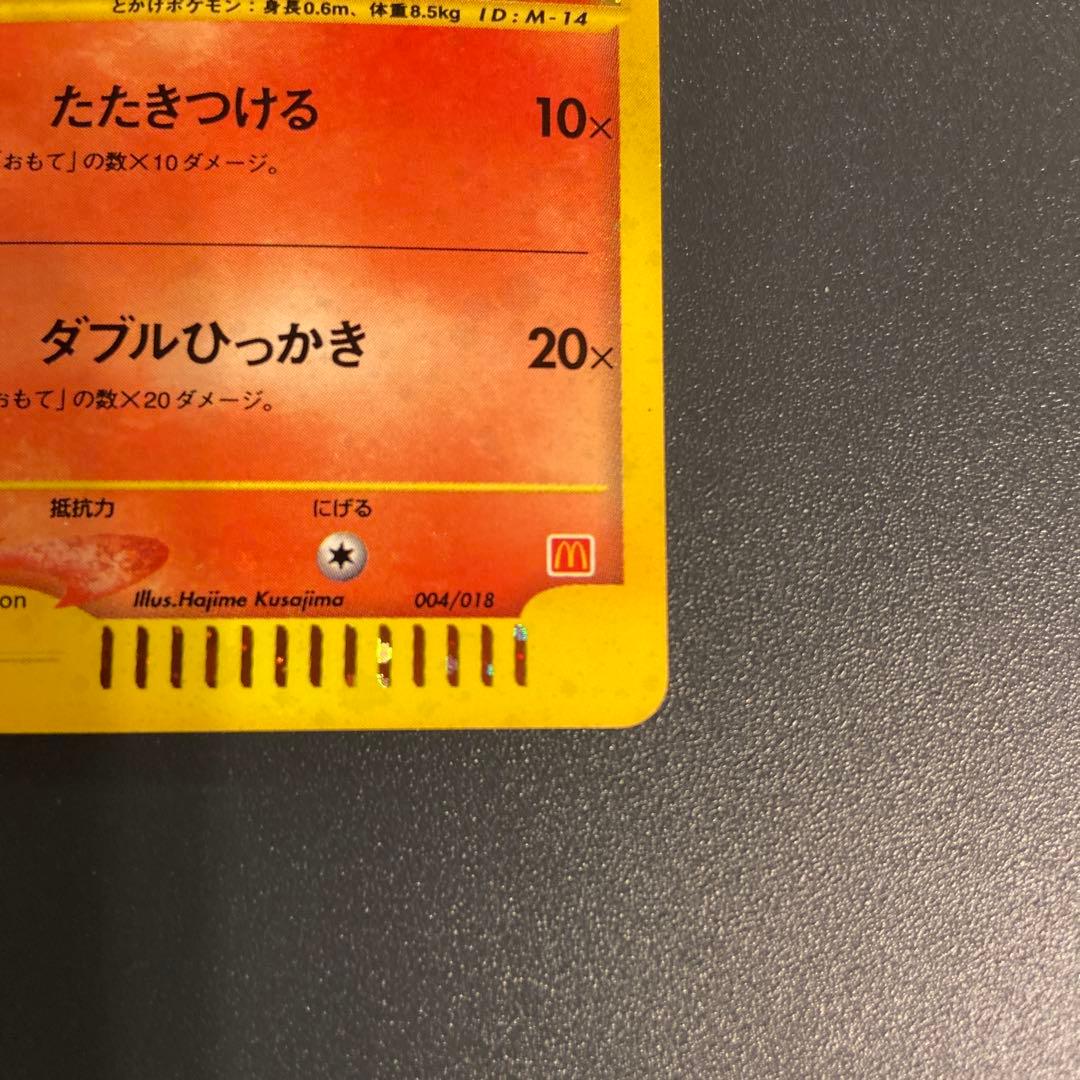 とかげポケモン：身長0.6m、体重8.5kg ID:M-14
たたきつける 10×
「おもて」の数×10ダメージ。
ダブルひっかき 20×
おもて」の数×20ダメージ。
抵抗力 にげる
on Illus.Hajime Kusajima 004/018